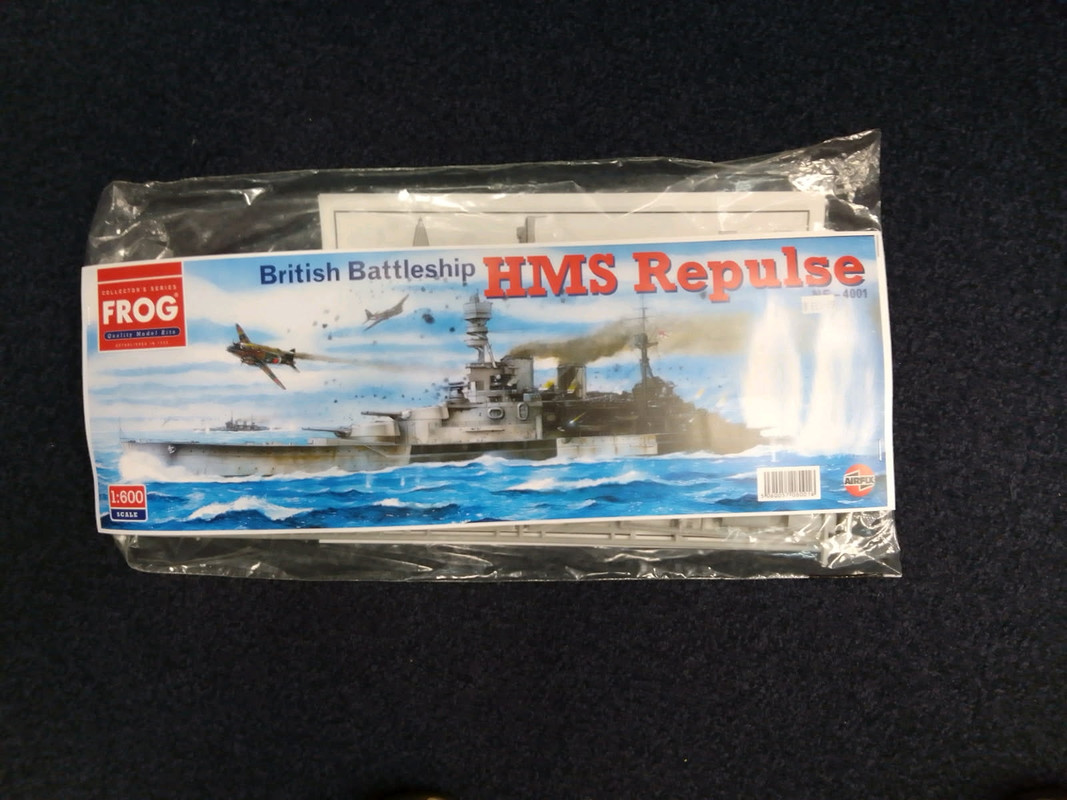 British Battleship HMS Repulse
4001
COLLECTOR'S SERIES
FROG
Quality Model Kits
1:600
SCALE
AIRFIX